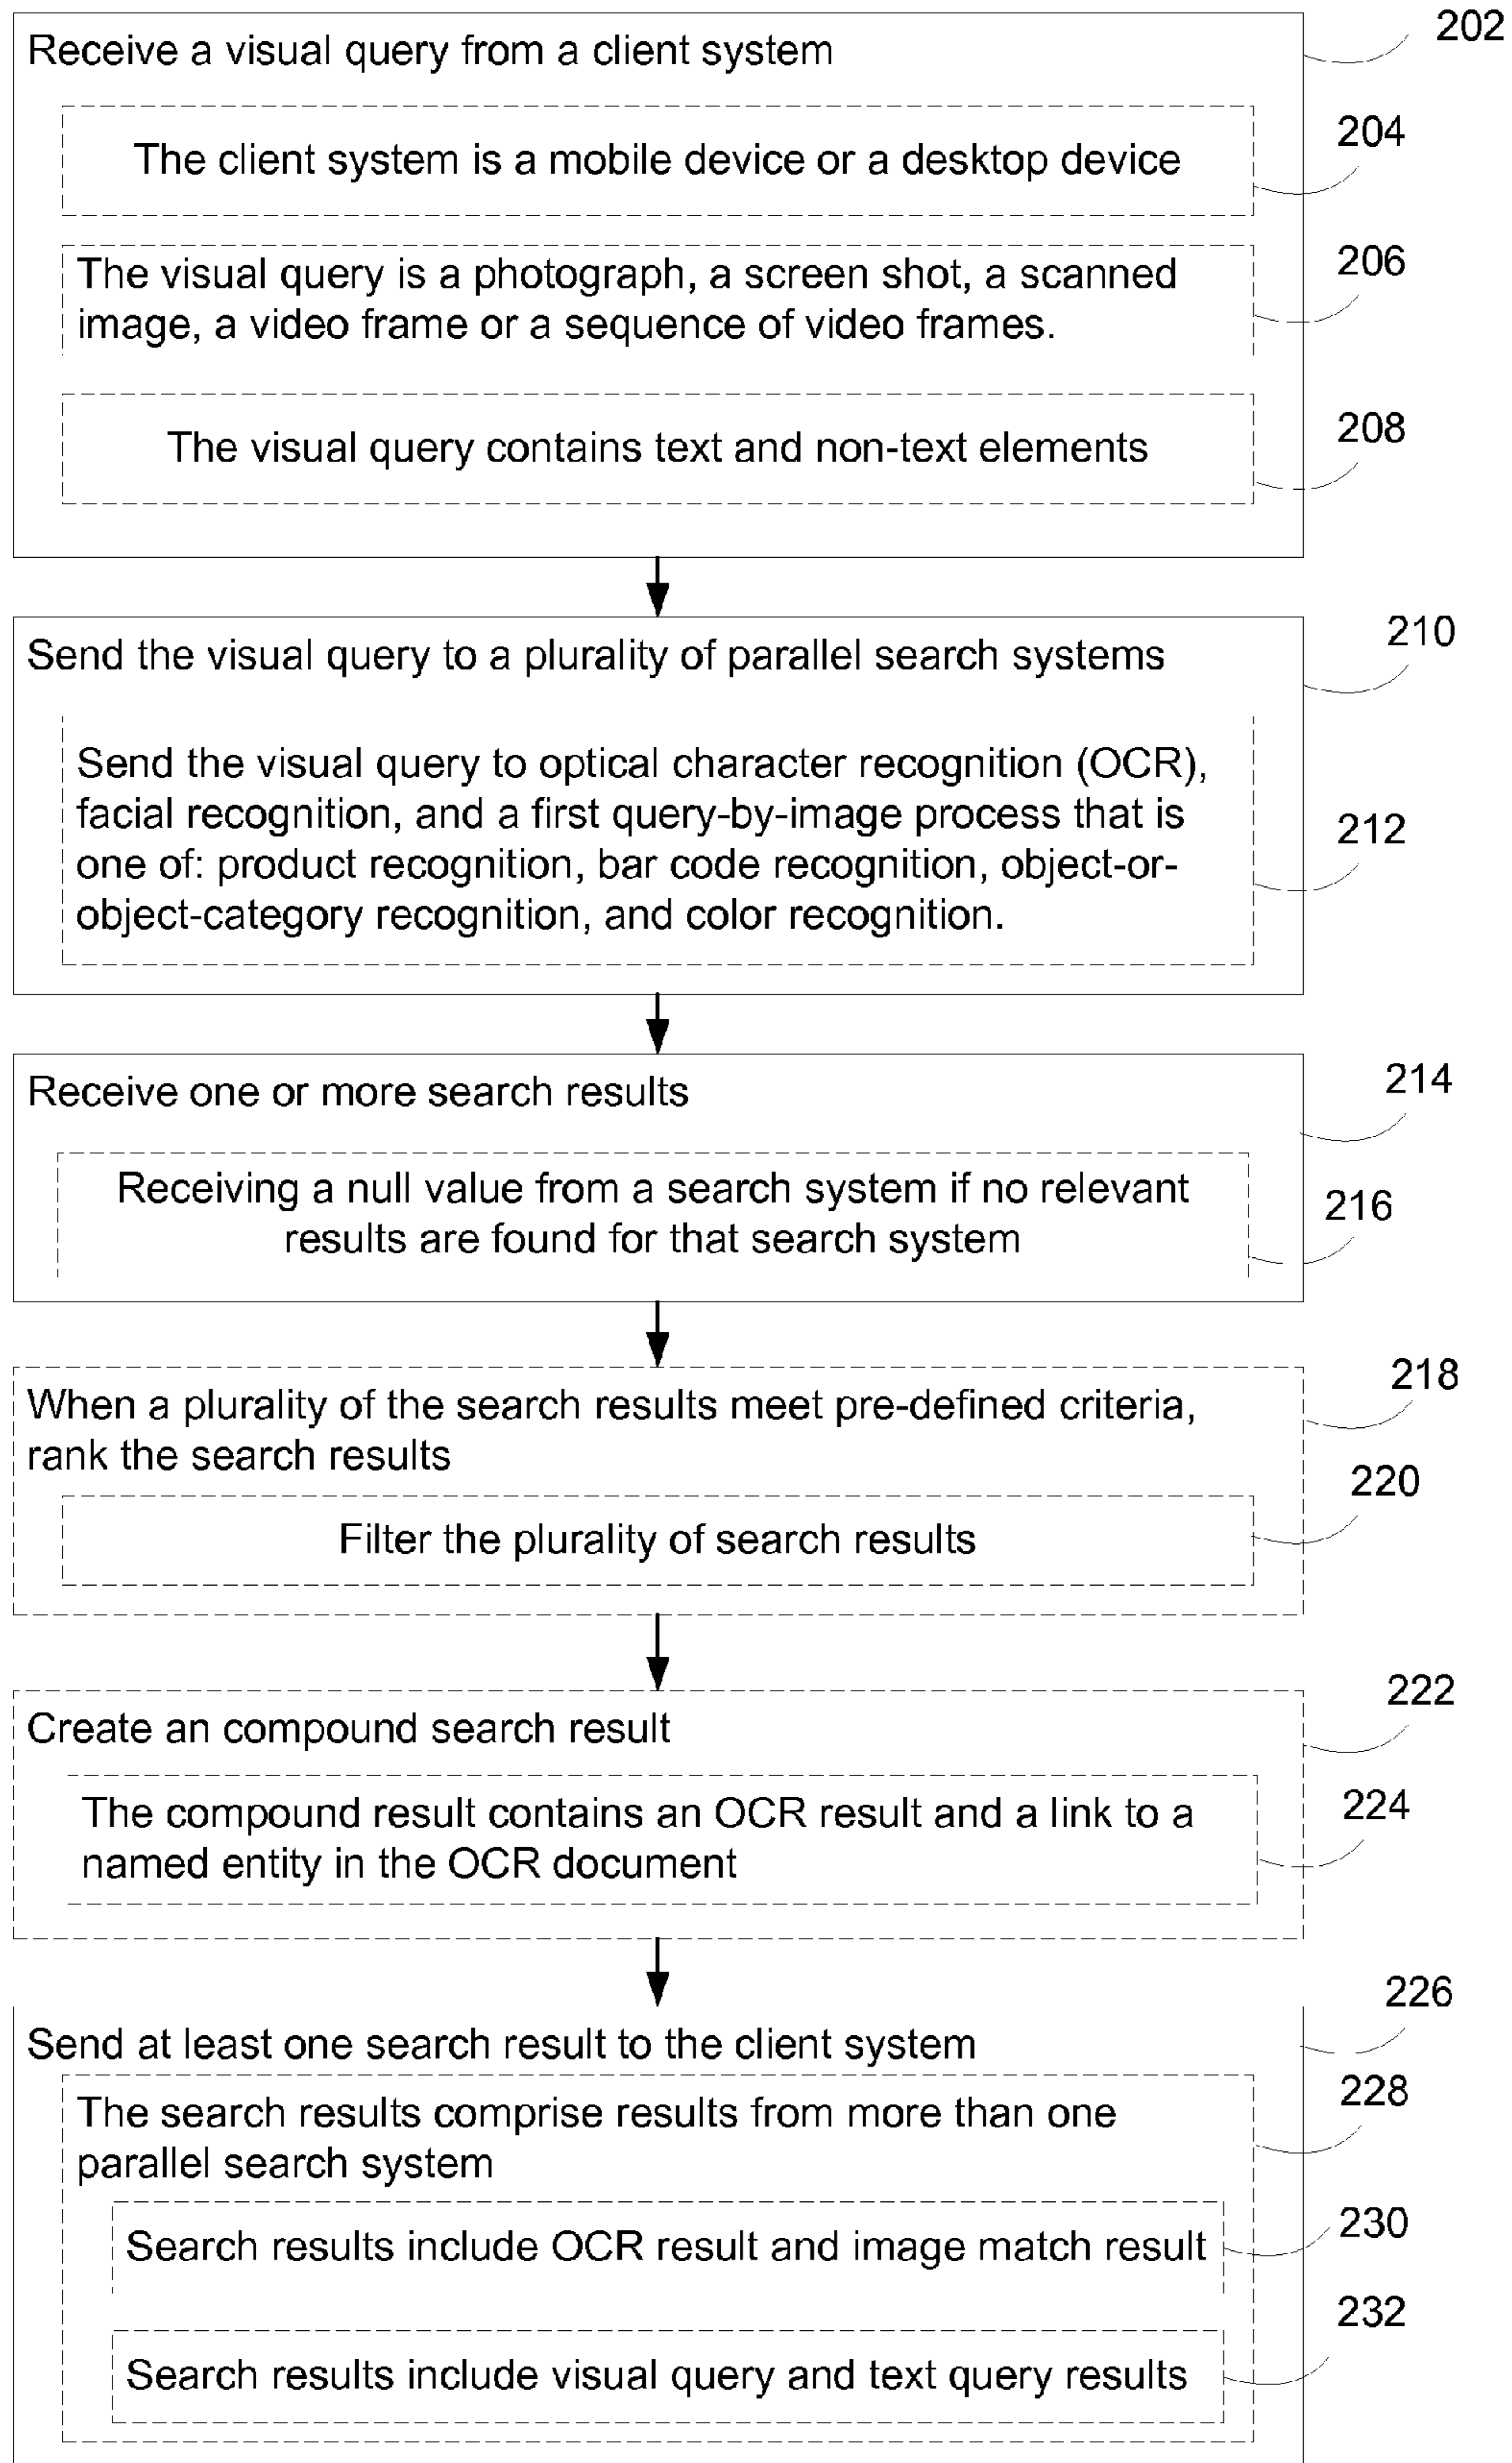 Receive a visual query from a client system
202
The client system is a mobile device or a desktop device
204
The visual query is a photograph, a screen shot, a scanned
image, a video frame or a sequence of video frames.
206
The visual query contains text and non-text elements
208
Send the visual query to a plurality of parallel search systems
210
Send the visual query to optical character recognition (OCR),
facial recognition, and a first query-by-image process that is
one of: product recognition, bar code recognition, object-or-
object-category recognition, and color recognition.
212
Receive one or more search results
214
Receiving a null value from a search system if no relevant
results are found for that search system
216
When a plurality of the search results meet pre-defined criteria,
rank the search results
218
Filter the plurality of search results
220
Create an compound search result
222
The compound result contains an OCR result and a link to a
named entity in the OCR document
224
Send at least one search result to the client system
226
The search results comprise results from more than one
parallel search system
228
Search results include OCR result and image match result
230
Search results include visual query and text query results
232